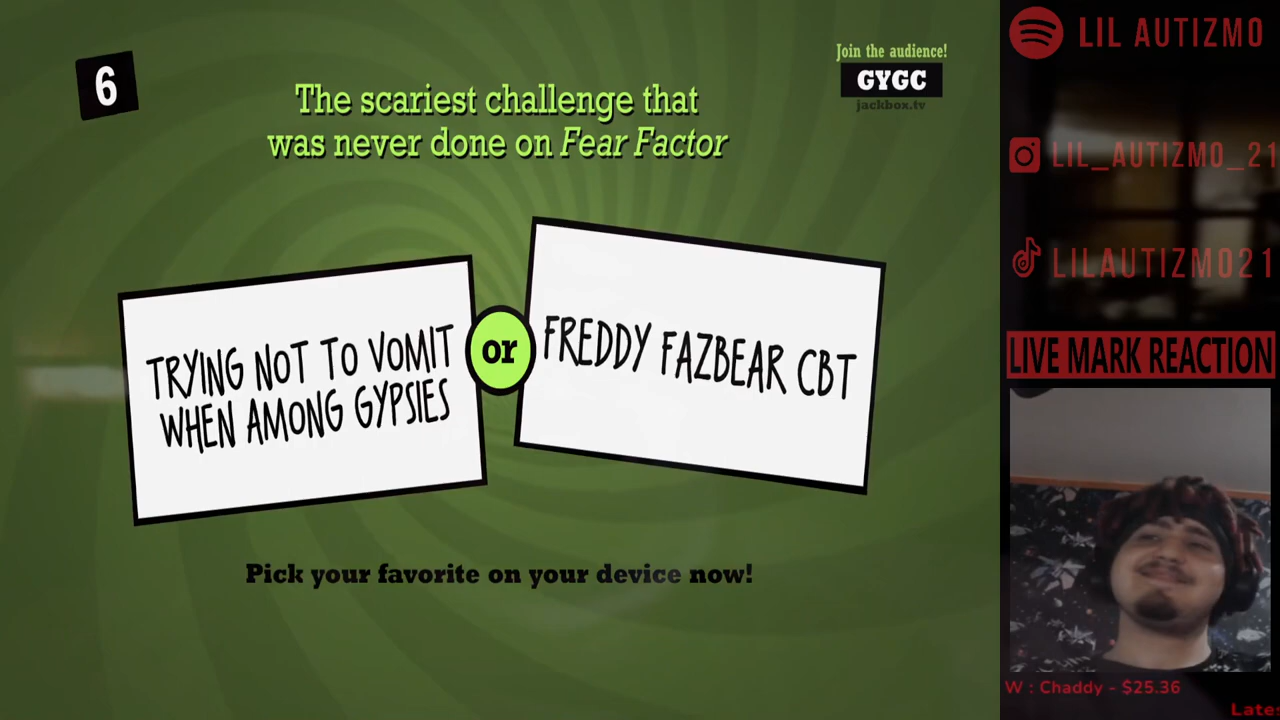 6
The scariest challenge that
was never done on Fear Factor
Join the audience!
GYGC
jackbox.tv
TRYING NOT TO VOMIT
WHEN AMONG GYPSIES
or
FREDDY FAZBEAR CBT
Pick your favorite on your device now!
LIL AUTIZMO
LIL_AUTIZMO_21
LILAUTIZMO21
LIVE MARK REACTION
W : Chaddy - $25.36
Lates